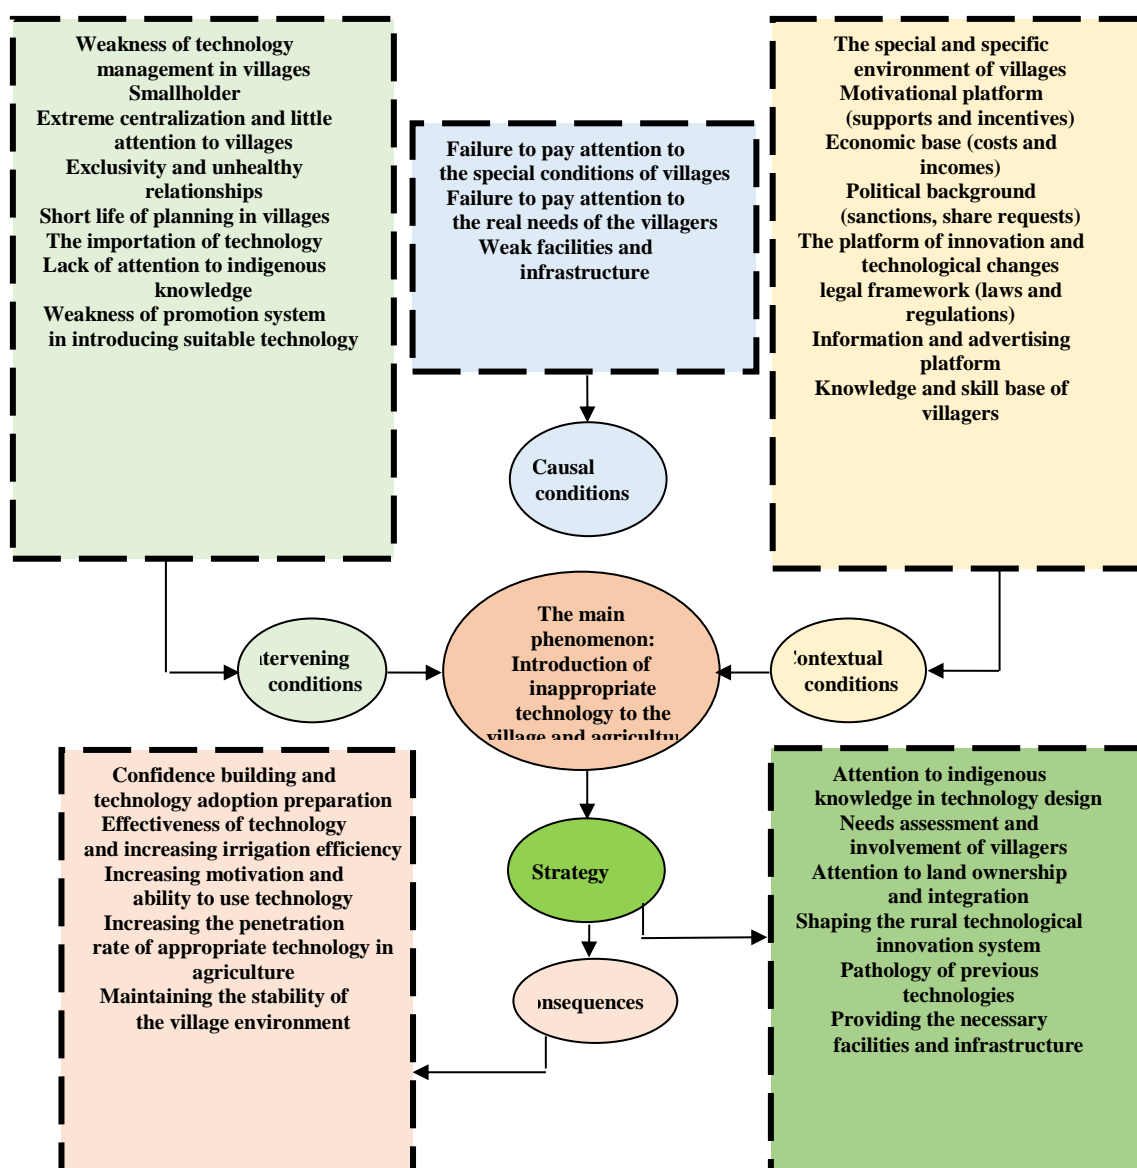 Weakness of technology
management in villages
Smallholder
Extreme centralization and little
attention to villages
Exclusivity and unhealthy
relationships
Short life of planning in villages
The importation of technology
Lack of attention to indigenous
knowledge
Weakness of promotion system
in introducing suitable technology
Failure to pay attention to
the special conditions of villages
Failure to pay attention to
the real needs of the villagers
Weak facilities and
infrastructure
The special and specific
environment of villages
Motivational platform
(supports and incentives)
Economic base (costs and
incomes)
Political background
(sanctions, share requests)
The platform of innovation and
technological changes
legal framework (laws and
regulations)
Information and advertising
platform
Knowledge and skill base of
villagers
Causal
conditions
conditions
The main
phenomenon:
Introduction of
inappropriate
technology to the
village and
conditions
Confidence building and
technology adoption preparation
Effectiveness of technology
and increasing irrigation efficiency
Increasing motivation and
ability to use technology
Increasing the penetration
rate of appropriate technology in
agriculture
Maintaining the stability of
the village environment
Strategy
Attention to indigenous
knowledge in technology design
Needs assessment and
involvement of villagers
Attention to land ownership
and integration
Shaping the rural technological
innovation system
Pathology of previous
technologies
Providing the necessary
facilities and infrastructure